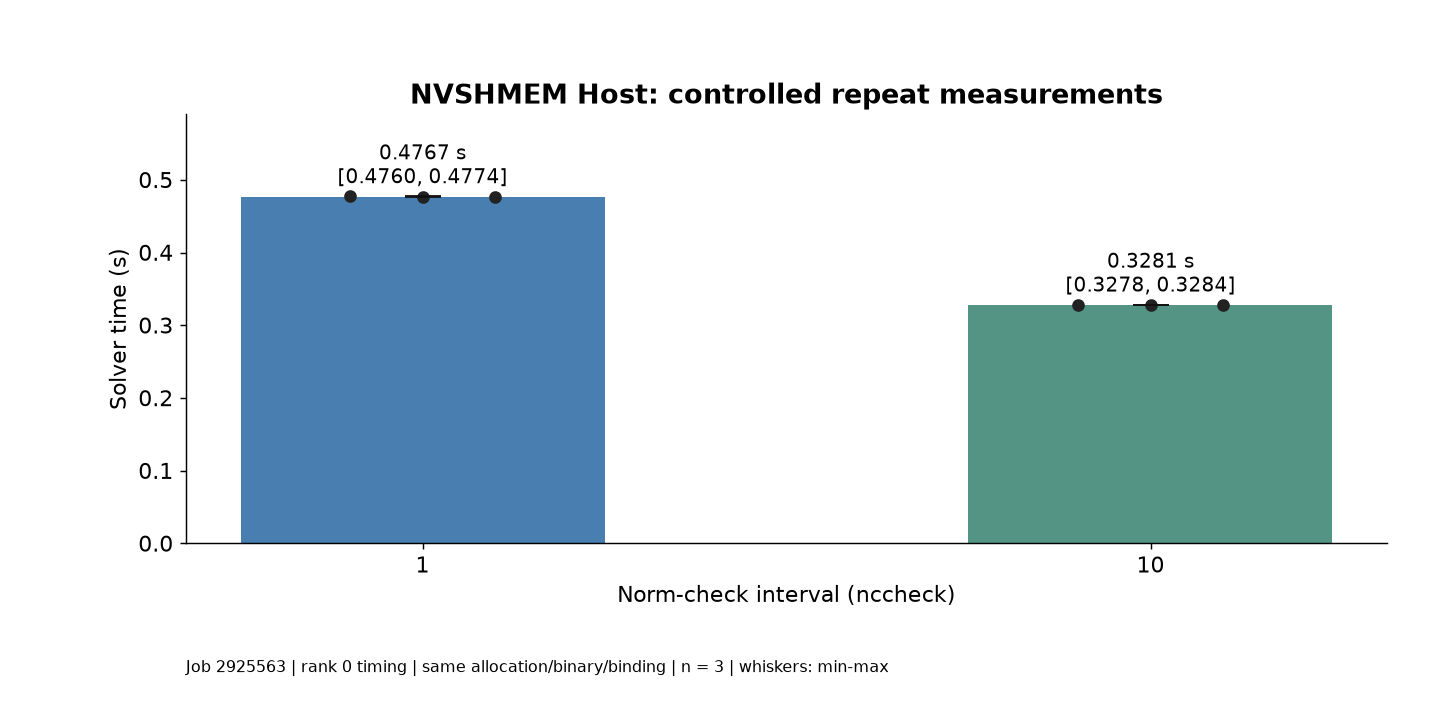 NVSHMEM Host: controlled repeat measurements
0.4767 s
[0.4760, 0.4774]
0.3281 s
[0.3278, 0.3284]
Solver time (s)
0.5
0.4
0.3
0.2
0.1
0.0
1
10
Norm-check interval (nccheck)
Job 2925563 | rank 0 timing | same allocation/binary/binding | n = 3 | whiskers: min-max